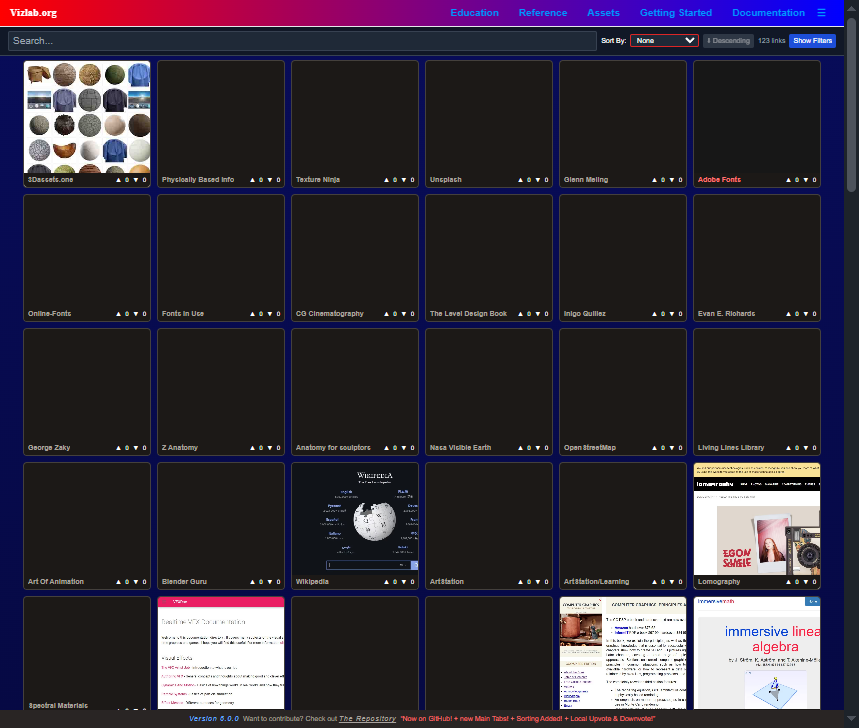 Vizlab.org
Education Reference Assets Getting Started Documentation ☰
Search... Sort By: None Descending 123 links Show Filters
3Dassets.one ▲ 0 ▼ 0 Physically Based Info ▲ 0 ▼ 0 Texture Ninja ▲ 0 ▼ 0 Unsplash ▲ 0 ▼ 0 Glenn Meling ▲ 0 ▼ 0 Adobe Fonts ▲ 0 ▼ 0
Online-Fonts ▲ 0 ▼ 0 Fonts In Use ▲ 0 ▼ 0 CG Cinematography ▲ 0 ▼ 0 The Level Design Book ▲ 0 ▼ 0 Inigo Quilez ▲ 0 ▼ 0 Evan E. Richards ▲ 0 ▼ 0
George Zaky ▲ 0 ▼ 0 Z Anatomy ▲ 0 ▼ 0 Anatomy for sculptors ▲ 0 ▼ 0 Nasa Visible Earth ▲ 0 ▼ 0 OpenStreetMap ▲ 0 ▼ 0 Living Lines Library ▲ 0 ▼ 0
WIKIPEDIA
EGON
Art Of Animation ▲ 0 ▼ 0 Blender Guru ▲ 0 ▼ 0 Wikipedia ▲ 0 ▼ 0 ArtStation ▲ 0 ▼ 0 ArtStation/Learning ▲ 0 ▼ 0 Lomography ▲ 0 ▼ 0
COMPUTER GRAPHICS
immersivemath
immersive linea
algebra
Spectral Materials
Version 5.0.0 Want to contribute? Check out The Repository "Now on GitHub! + new Main Tabs! + Sorting Added! + Local Upvote & Downvote!"